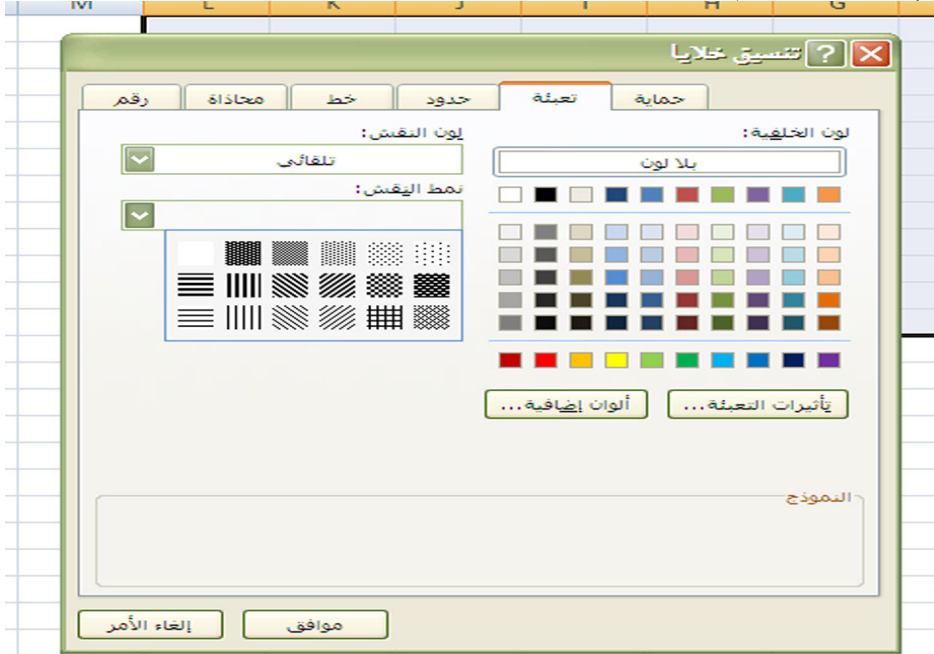 M L K J I H G
تنسيق خلايا
رقم محاذاة خط حدود تعبئة حماية
لون الخلفية:
بلا لون
لون النقش:
تلقائي
نمط النقش:
تأثيرات التعبئة...
ألوان إضافية...
النموذج
موافق
إلغاء الأمر